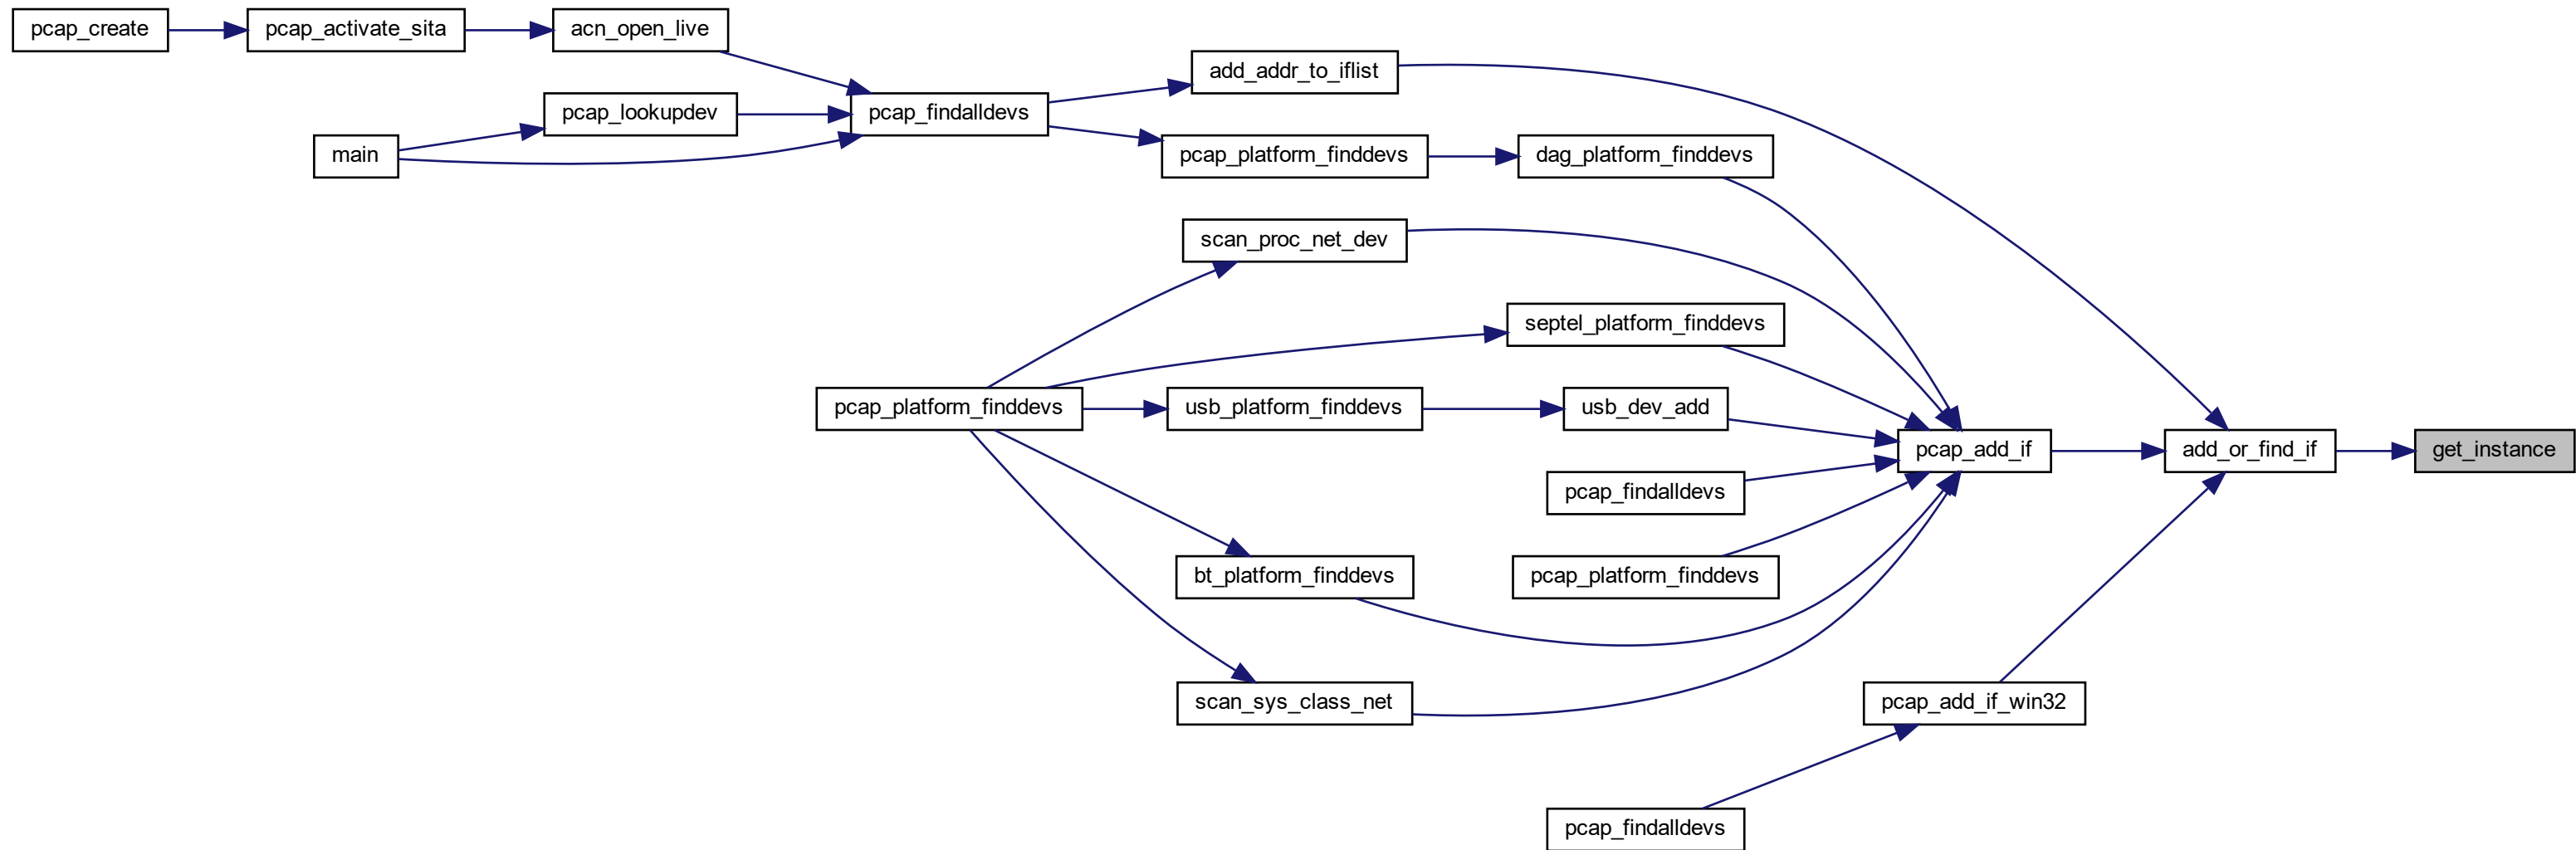 pcap_create
pcap_activate_sita
acn_open_live
add_addr_to_iflist
pcap_lookupdev
pcap_findalldevs
main
pcap_platform_finddevs
dag_platform_finddevs
scan_proc_net_dev
septel_platform_finddevs
pcap_platform_finddevs
usb_platform_finddevs
usb_dev_add
pcap_add_if
add_or_find_if
get_instance
pcap_findalldevs
bt_platform_finddevs
pcap_platform_finddevs
scan_sys_class_net
pcap_add_if_win32
pcap_findalldevs